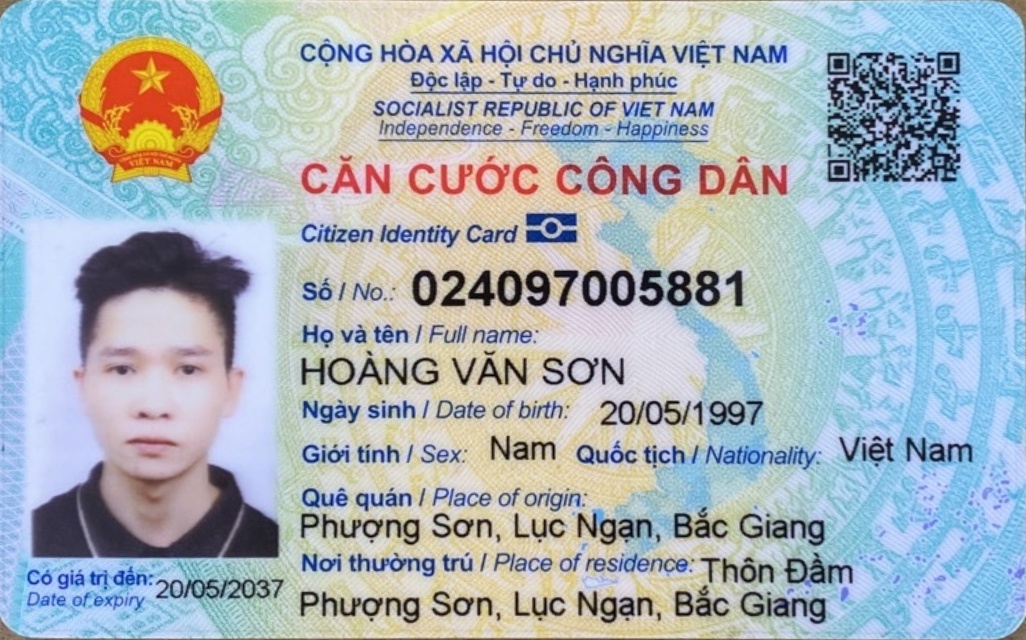 CỘNG HÒA XÃ HỘI CHỦ NGHĨA VIỆT NAM
Độc lập - Tự do - Hạnh phúc
SOCIALIST REPUBLIC OF VIET NAM
Independence - Freedom - Happiness
VIỆT NAM
CĂN CƯỚC CÔNG DÂN
Citizen Identity Card
Số / No.: 024097005881
Họ và tên / Full name:
HOÀNG VĂN SƠN
Ngày sinh / Date of birth: 20/05/1997
Giới tính / Sex: Nam Quốc tịch / Nationality: Việt Nam
Quê quán / Place of origin:
Phượng Sơn, Lục Ngạn, Bắc Giang
Nơi thường trú / Place of residence: Thôn Đầm
Phượng Sơn, Lục Ngạn, Bắc Giang
Có giá trị đến: 20/05/2037
Date of expiry